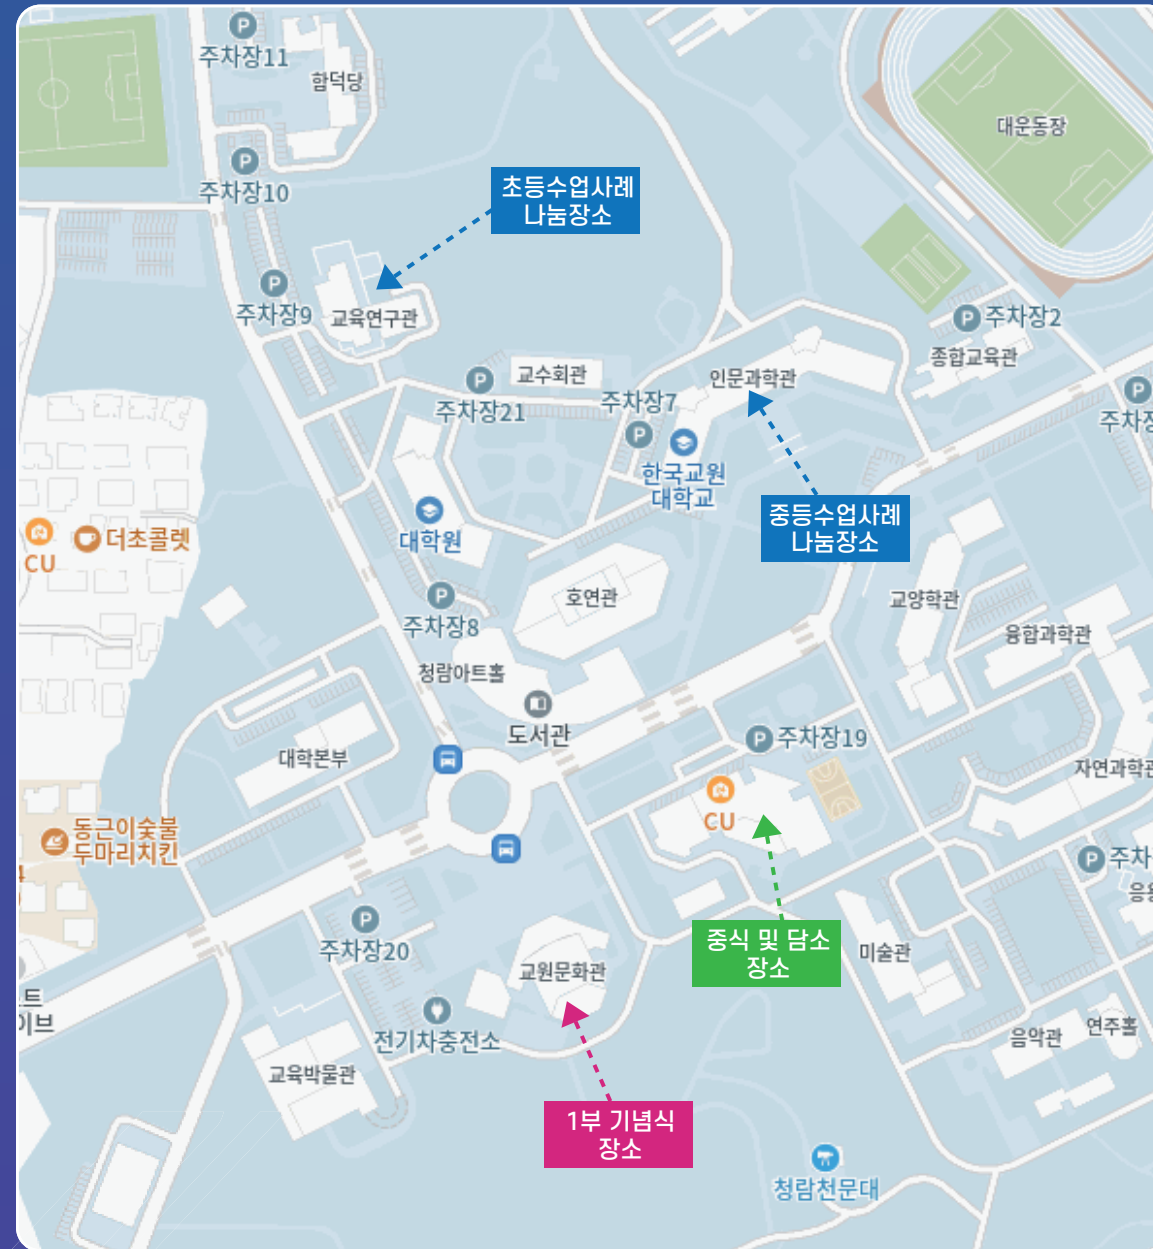 주차장11
함덕당
대운동장
주차장10
초등수업사례
나눔장소
주차장9
교육연구관
주차장2
종합교육관
교수회관
인문과학관
주차장21
주차장7
한국교원
대학교
대학원
중등수업사례
나눔장소
CU
더초콜렛
호연관
교양학관
주차장8
융합과학관
청람아트홀
도서관
주차장19
대학본부
자연과학관
CU
동근이숯불
두마리치킨
중식 및 담소
장소
미술관
주차장20
교원문화관
전기차충전소
음악관
연주홀
교육박물관
1부 기념식
장소
청람천문대